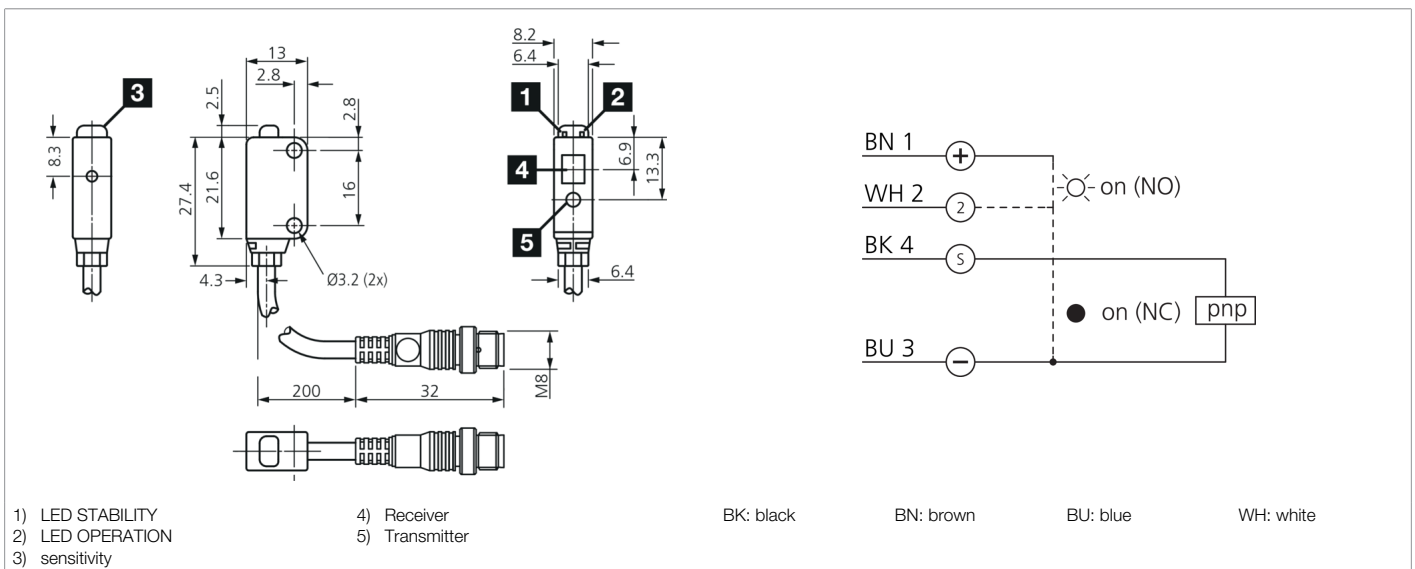 3
8.3
13
2.8
2.5
2.8
27.4
21.6
16
4.3
Ø3.2 (2x)
8.2
6.4
1
2
4
5
6.9
13.3
6.4
200
32
M8
BN 1
+
WH 2
2
on (NO)
BK 4
S
on (NC)
pnp
BU 3
−
1) LED STABILITY
2) LED OPERATION
3) sensitivity
4) Receiver
5) Transmitter
BK: black
BN: brown
BU: blue
WH: white